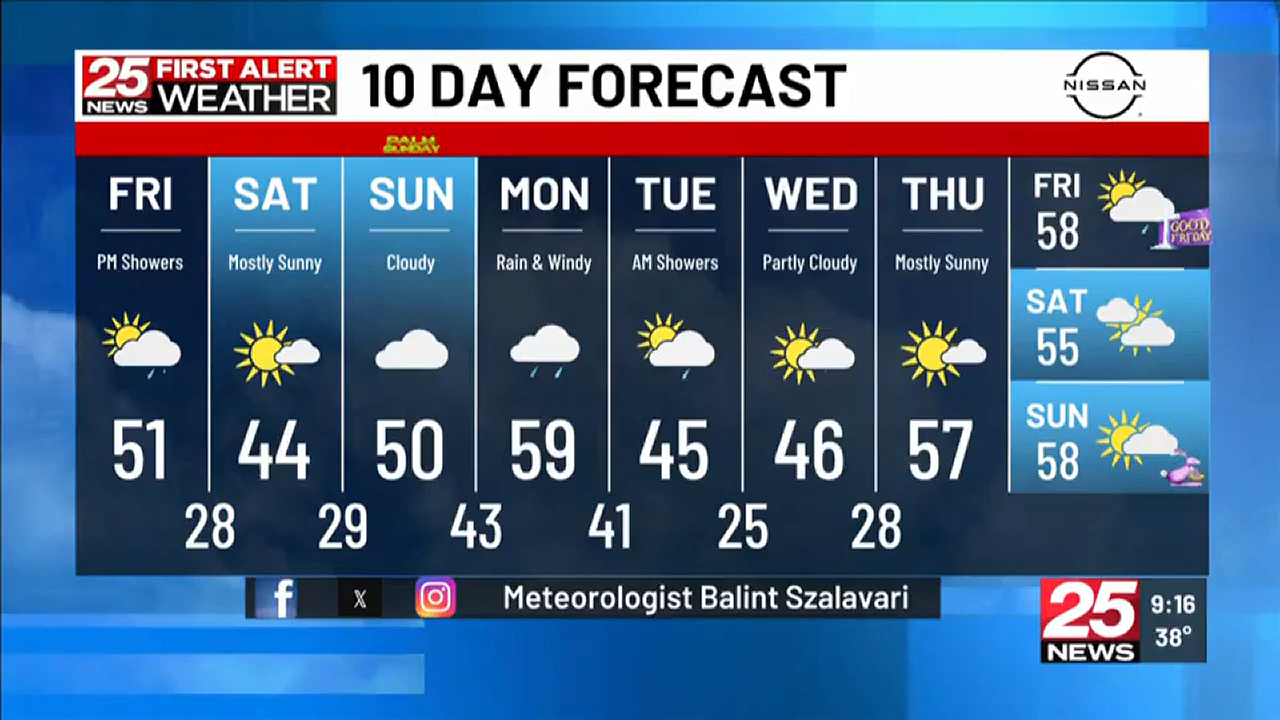 25 NEWS FIRST ALERT WEATHER
10 DAY FORECAST
NISSAN
PALM SUNDAY
FRI SAT SUN MON TUE WED THU
PM Showers Mostly Sunny Cloudy Rain & Windy AM Showers Partly Cloudy Mostly Sunny
51 44 50 59 45 46 57
28 29 43 41 25 28
FRI
58
GOOD
FRIDAY
SAT
55
SUN
58
f X Meteorologist Balint Szalavari
25
NEWS
9:16
38°